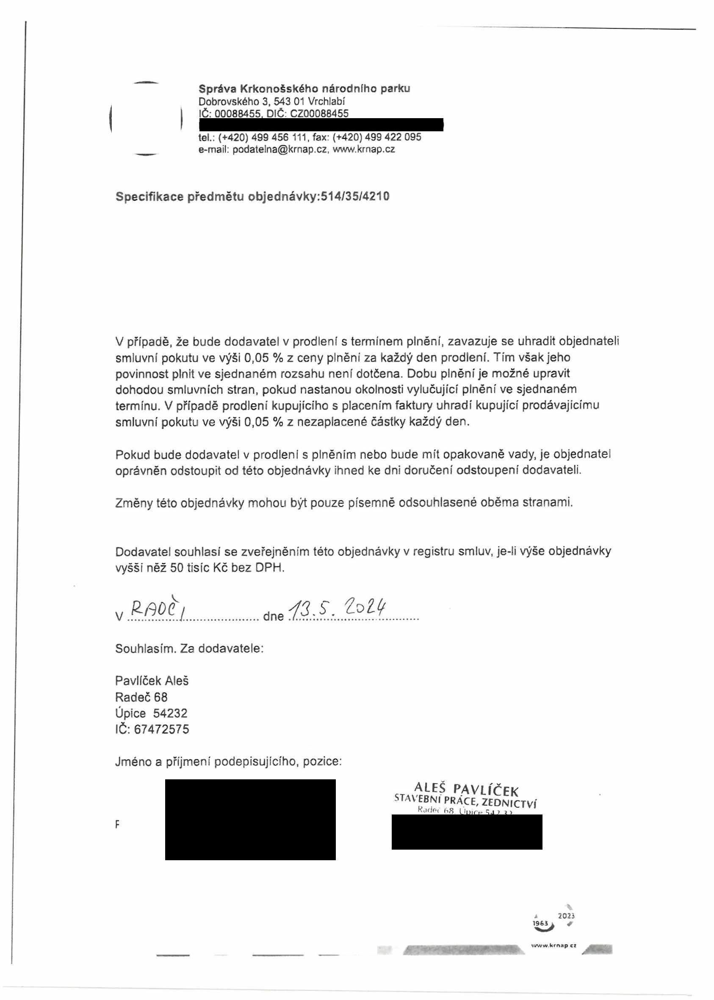 Správa Krkonošského národního parku
Dobrovského 3, 543 01 Vrchlabí
IČ: 00088455, DIČ: CZ00088455
tel.: (+420) 499 456 111, fax: (+420) 499 422 095
e-mail: podatelna@krnap.cz, www.krnap.cz
Specifikace předmětu objednávky:514/35/4210
V případě, že bude dodavatel v prodlení s termínem plnění, zavazuje se uhradit objednateli
smluvní pokutu ve výši 0,05 % z ceny plnění za každý den prodlení. Tím však jeho
povinnost plnit ve sjednaném rozsahu není dotčena. Dobu plnění je možné upravit
dohodou smluvních stran, pokud nastanou okolnosti vylučující plnění ve sjednaném
termínu. V případě prodlení kupujícího s placením faktury uhradí kupující prodávajícímu
smluvní pokutu ve výši 0,05 % z nezaplacené částky každý den.
Pokud bude dodavatel v prodlení s plněním nebo bude mít opakovaně vady, je objednatel
oprávněn odstoupit od této objednávky ihned ke dni doručení odstoupení dodavateli.
Změny této objednávky mohou být pouze písemně odsouhlasené oběma stranami.
Dodavatel souhlasí se zveřejněním této objednávky v registru smluv, je-li výše objednávky
vyšší něž 50 tisíc Kč bez DPH.
V RADČI dne 13.5. 2024
Souhlasím. Za dodavatele:
Pavlíček Aleš
Radeč 68
Úpice 54232
IČ: 67472575
Jméno a příjmení podepisujícího, pozice:
ALEŠ PAVLÍČEK
STAVEBNÍ PRÁCE, ZEDNICTVÍ
Radeč 68, Úpice 542 32
F
1963 2023
www.krnap.cz